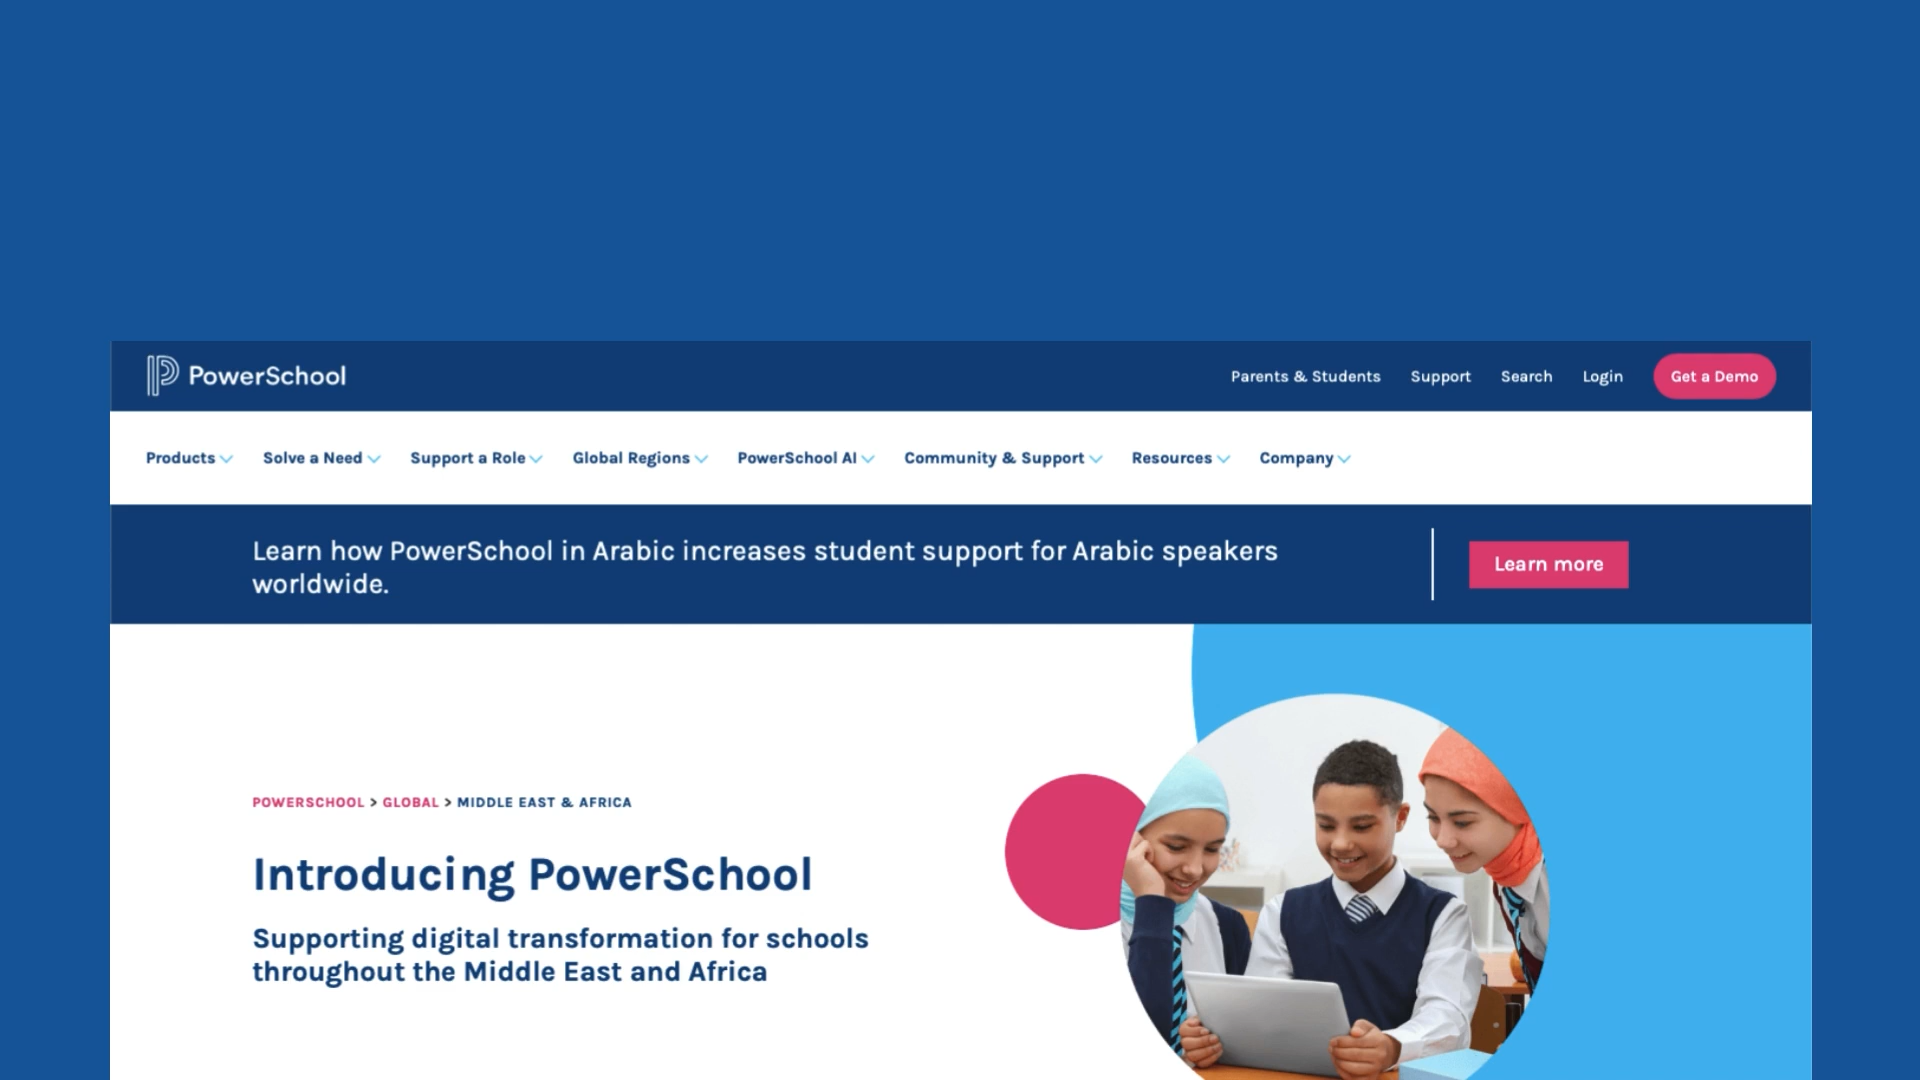 PowerSchool
Parents & Students Support Search Login Get a Demo
Products Solve a Need Support a Role Global Regions PowerSchool AI Community & Support Resources Company
Learn how PowerSchool in Arabic increases student support for Arabic speakers
worldwide.
Learn more
POWERSCHOOL > GLOBAL > MIDDLE EAST & AFRICA
Introducing PowerSchool
Supporting digital transformation for schools
throughout the Middle East and Africa